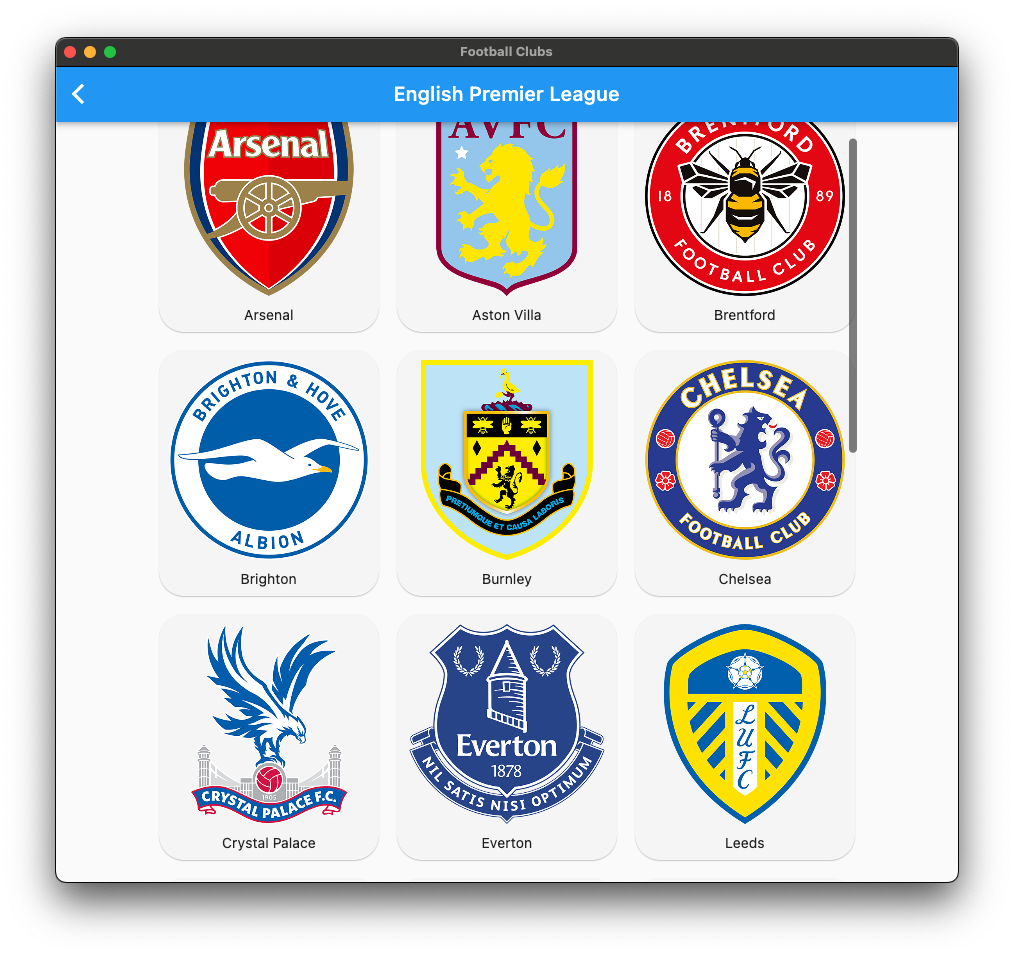 Football Clubs
English Premier League
Arsenal
AVFC
BRENTFORD
18 89
FOOTBALL CLUB
Arsenal
Aston Villa
Brentford
BRIGHTON & HOVE
ALBION
PRETIUMQUE ET CAUSA LABORIS
CHELSEA
FOOTBALL CLUB
Brighton
Burnley
Chelsea
1905
CRYSTAL PALACE F.C.
Everton
1878
NIL SATIS NISI OPTIMUM
LUFC
Crystal Palace
Everton
Leeds